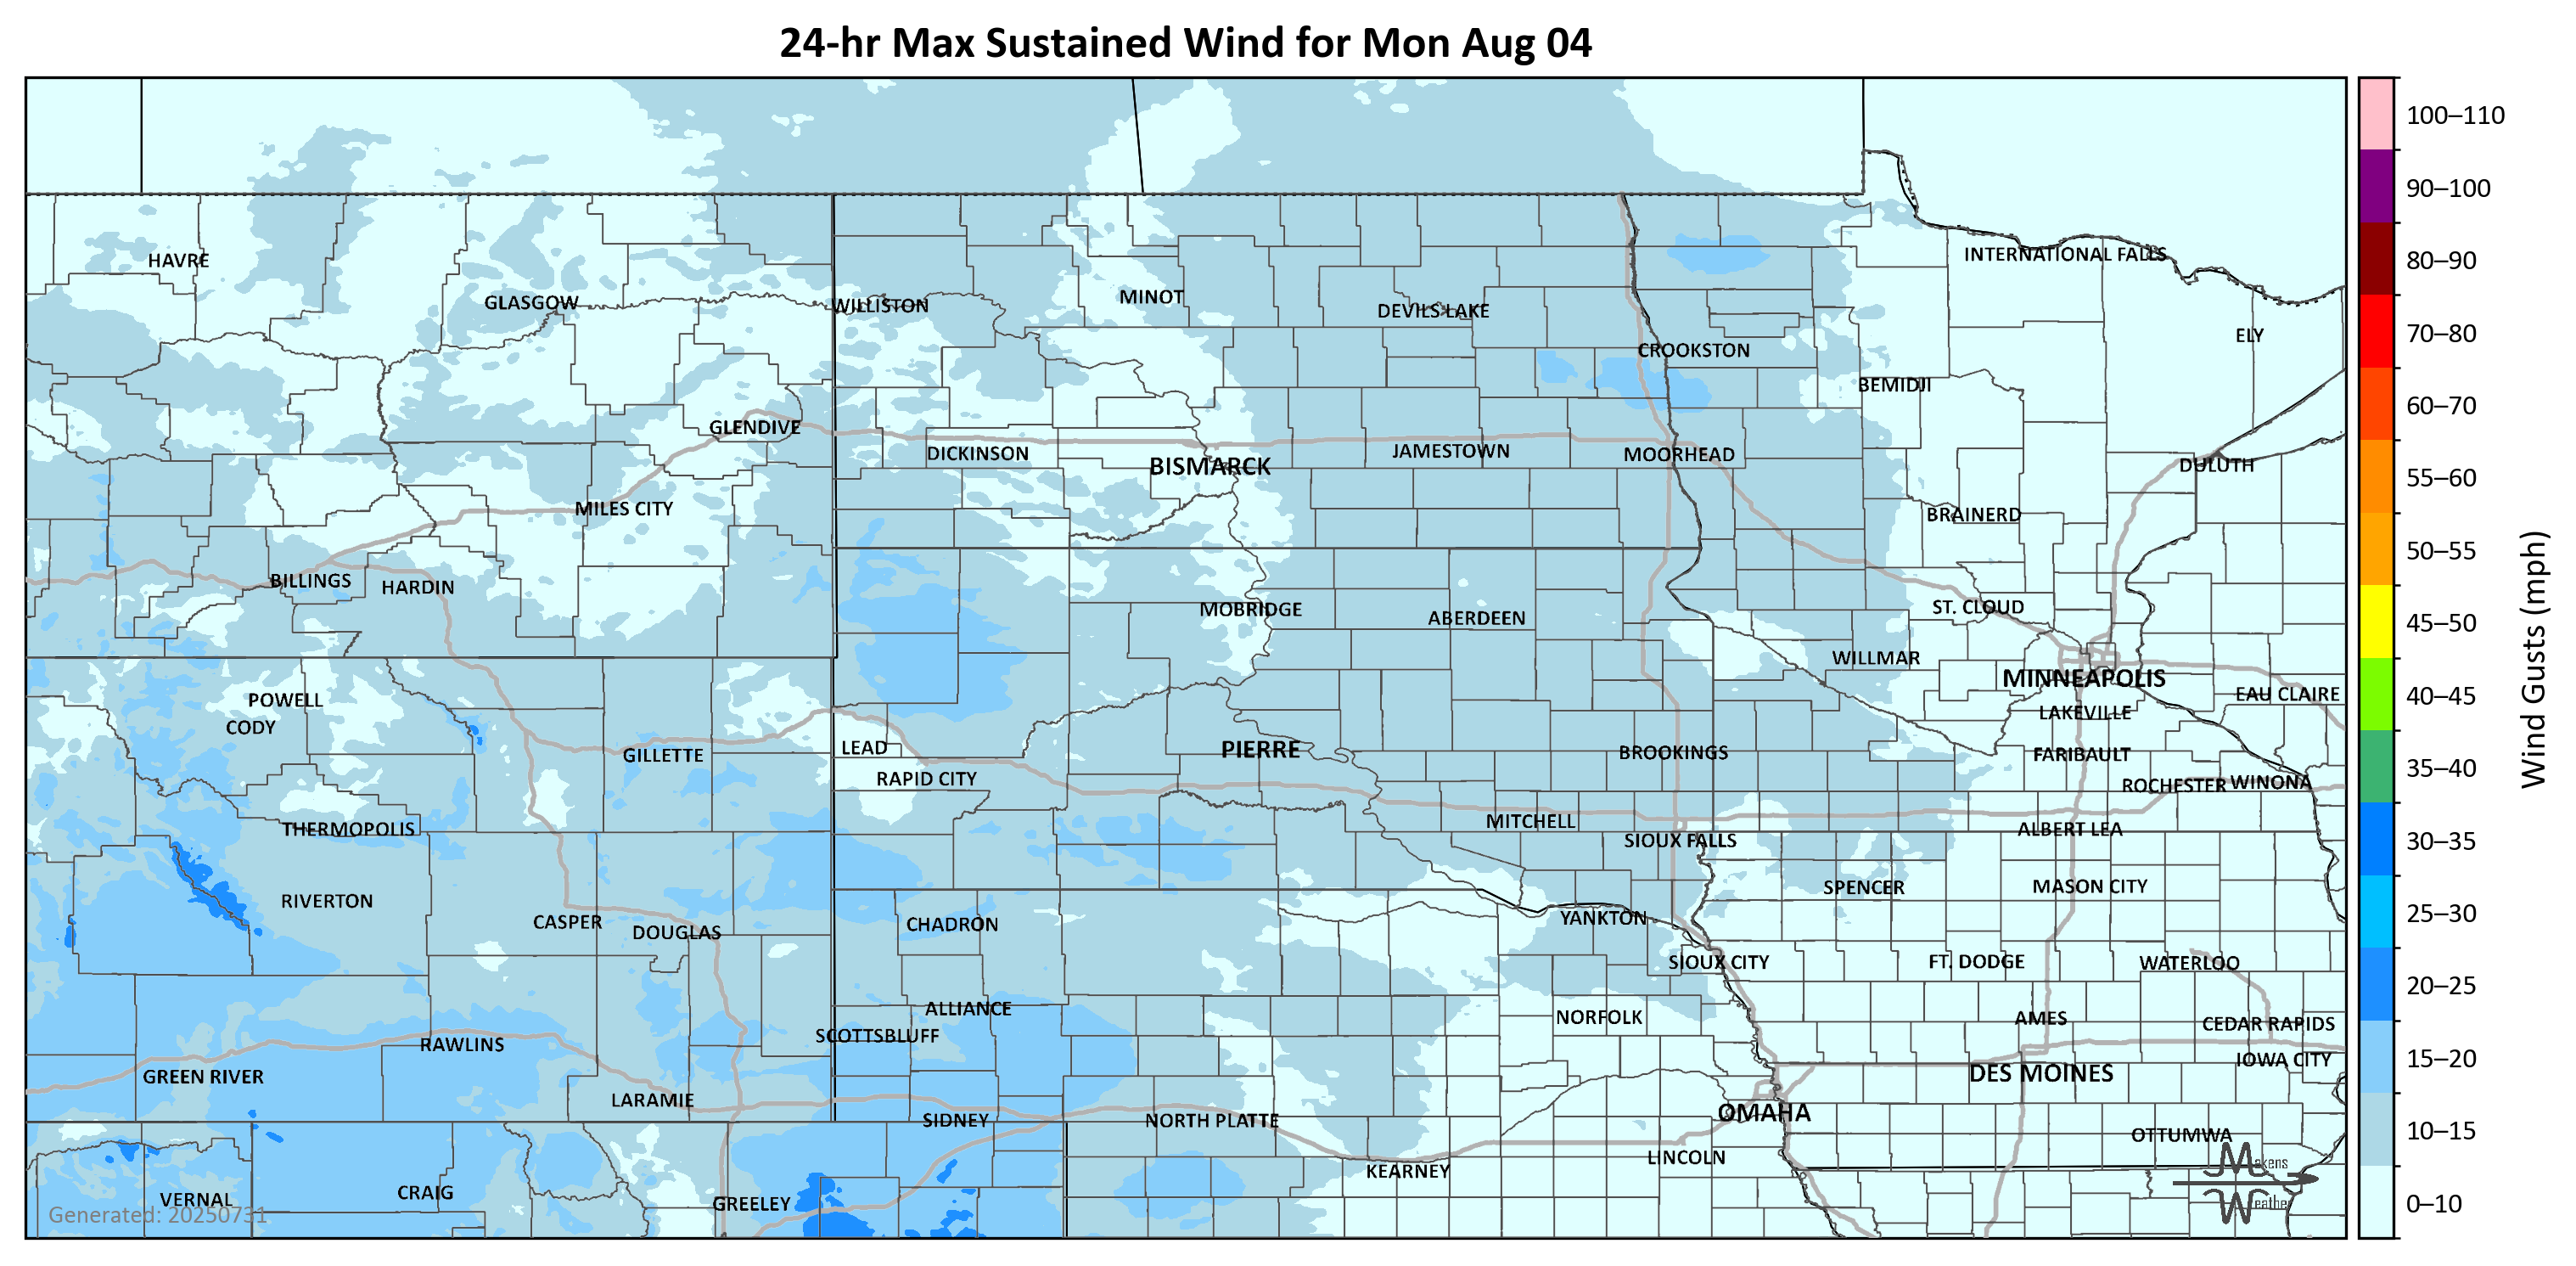 24-hr Max Sustained Wind for Mon Aug 04
100–110
90–100
80–90
70–80
60–70
55–60
50–55
45–50
40–45
35–40
30–35
25–30
20–25
15–20
10–15
0–10
Wind Gusts (mph)
HAVRE
INTERNATIONAL FALLS
GLASGOW
WILLISTON
MINOT
DEVILS LAKE
ELY
CROOKSTON
BEMIDJI
GLENDIVE
DICKINSON
BISMARCK
JAMESTOWN
MOORHEAD
DULUTH
MILES CITY
BRAINERD
BILLINGS
HARDIN
MOBRIDGE
ABERDEEN
ST. CLOUD
WILLMAR
MINNEAPOLIS
POWELL
EAU CLAIRE
CODY
LAKEVILLE
GILLETTE
LEAD
PIERRE
BROOKINGS
FARIBAULT
RAPID CITY
ROCHESTER
WINONA
THERMOPOLIS
MITCHELL
SIOUX FALLS
ALBERT LEA
RIVERTON
SPENCER
MASON CITY
CASPER
DOUGLAS
CHADRON
YANKTON
SIOUX CITY
FT. DODGE
WATERLOO
ALLIANCE
NORFOLK
AMES
CEDAR RAPIDS
RAWLINS
SCOTTSBLUFF
IOWA CITY
GREEN RIVER
DES MOINES
LARAMIE
SIDNEY
NORTH PLATTE
OMAHA
OTTUMWA
KEARNEY
LINCOLN
VERNAL
CRAIG
GREELEY
Generated: 20250731
Makens
Weather